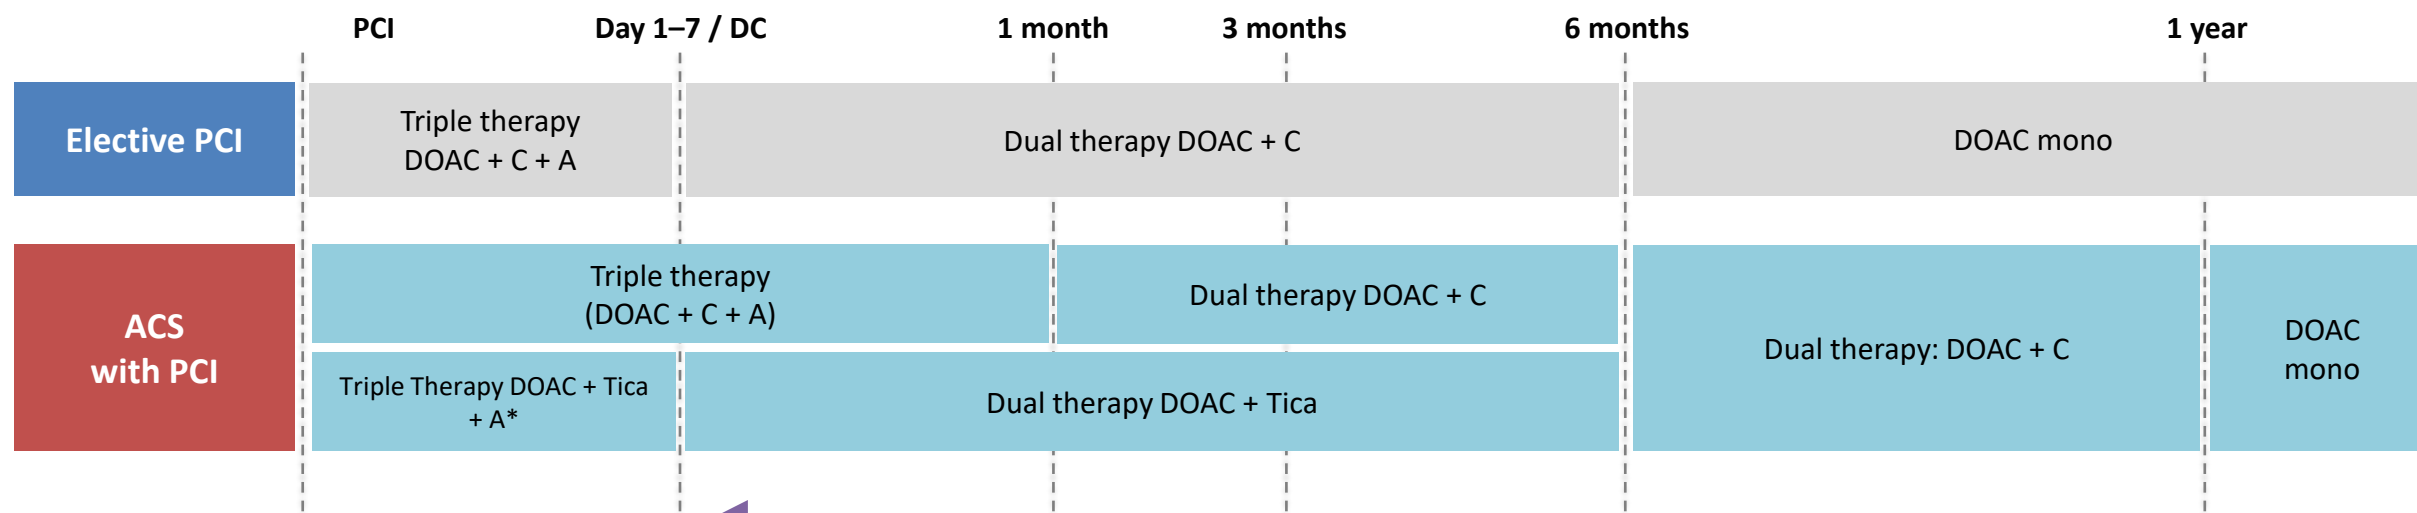 PCI
Day 1–7 / DC
1 month
3 months
6 months
1 year
Elective PCI
Triple therapy
DOAC + C + A
Dual therapy DOAC + C
DOAC mono
ACS
with PCI
Triple therapy
(DOAC + C + A)
Dual therapy DOAC + C
Triple Therapy DOAC + Tica
+ A*
Dual therapy DOAC + Tica
Dual therapy: DOAC + C
DOAC
mono